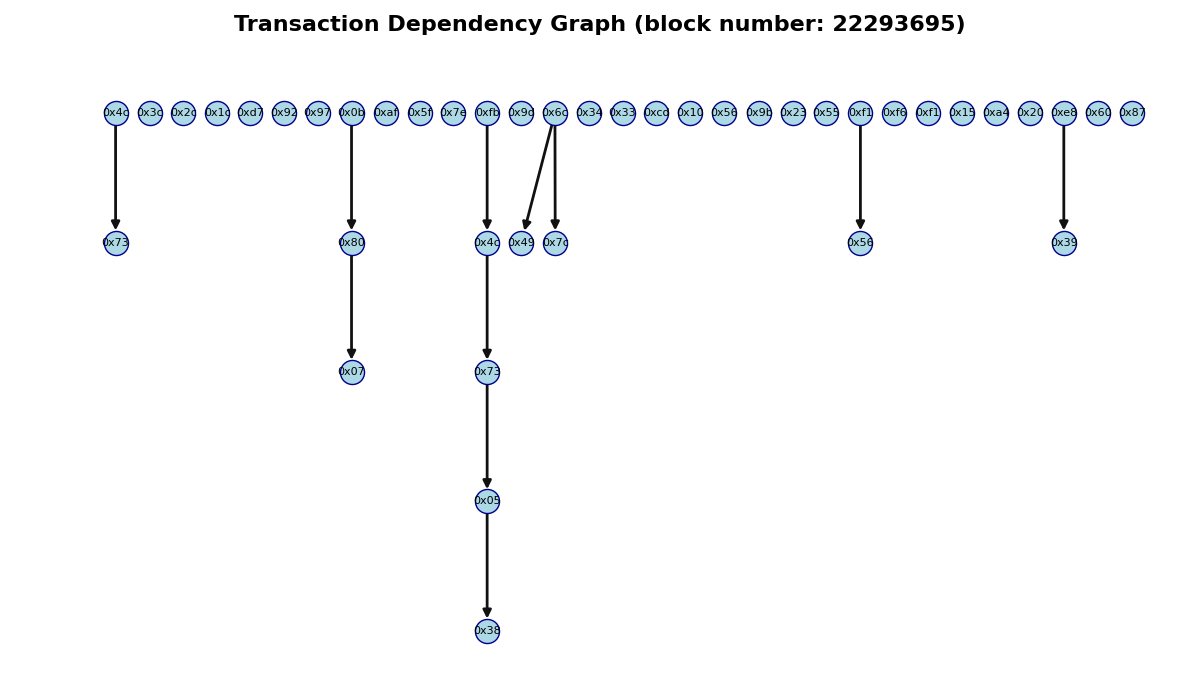 Transaction Dependency Graph (block number: 22293695)
0x4c 0x3c 0x2c 0x1c 0xd7 0x92 0x97 0x0b 0xaf 0x5f 0x7e 0xfb 0x9d 0x6c 0x34 0x33 0xcd 0x10 0x56 0x9b 0x23 0x55 0xf1 0xf6 0xf1 0x15 0xa4 0x20 0xe8 0x60 0x87
0x73 0x80 0x4c 0x49 0x7c 0x56 0x39
0x07 0x73
0x05
0x38